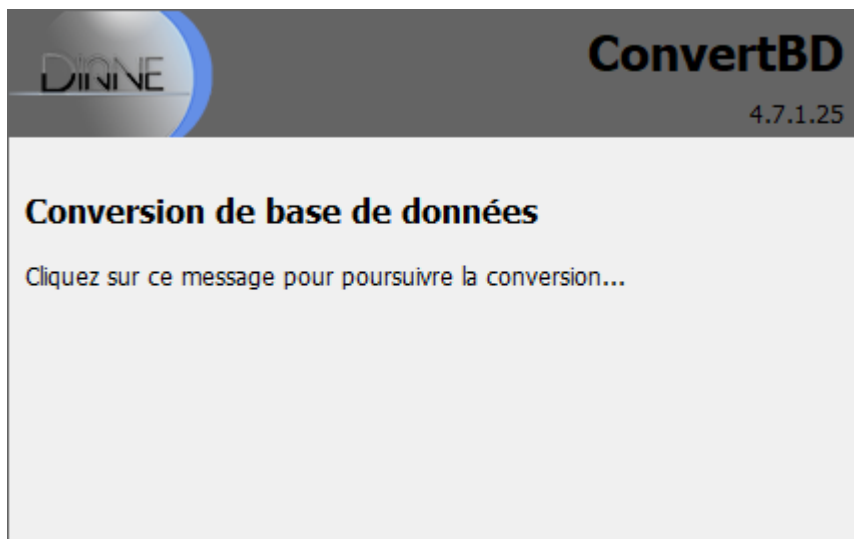 DIANE
ConvertBD
4.7.1.25
Conversion de base de données
Cliquez sur ce message pour poursuivre la conversion...